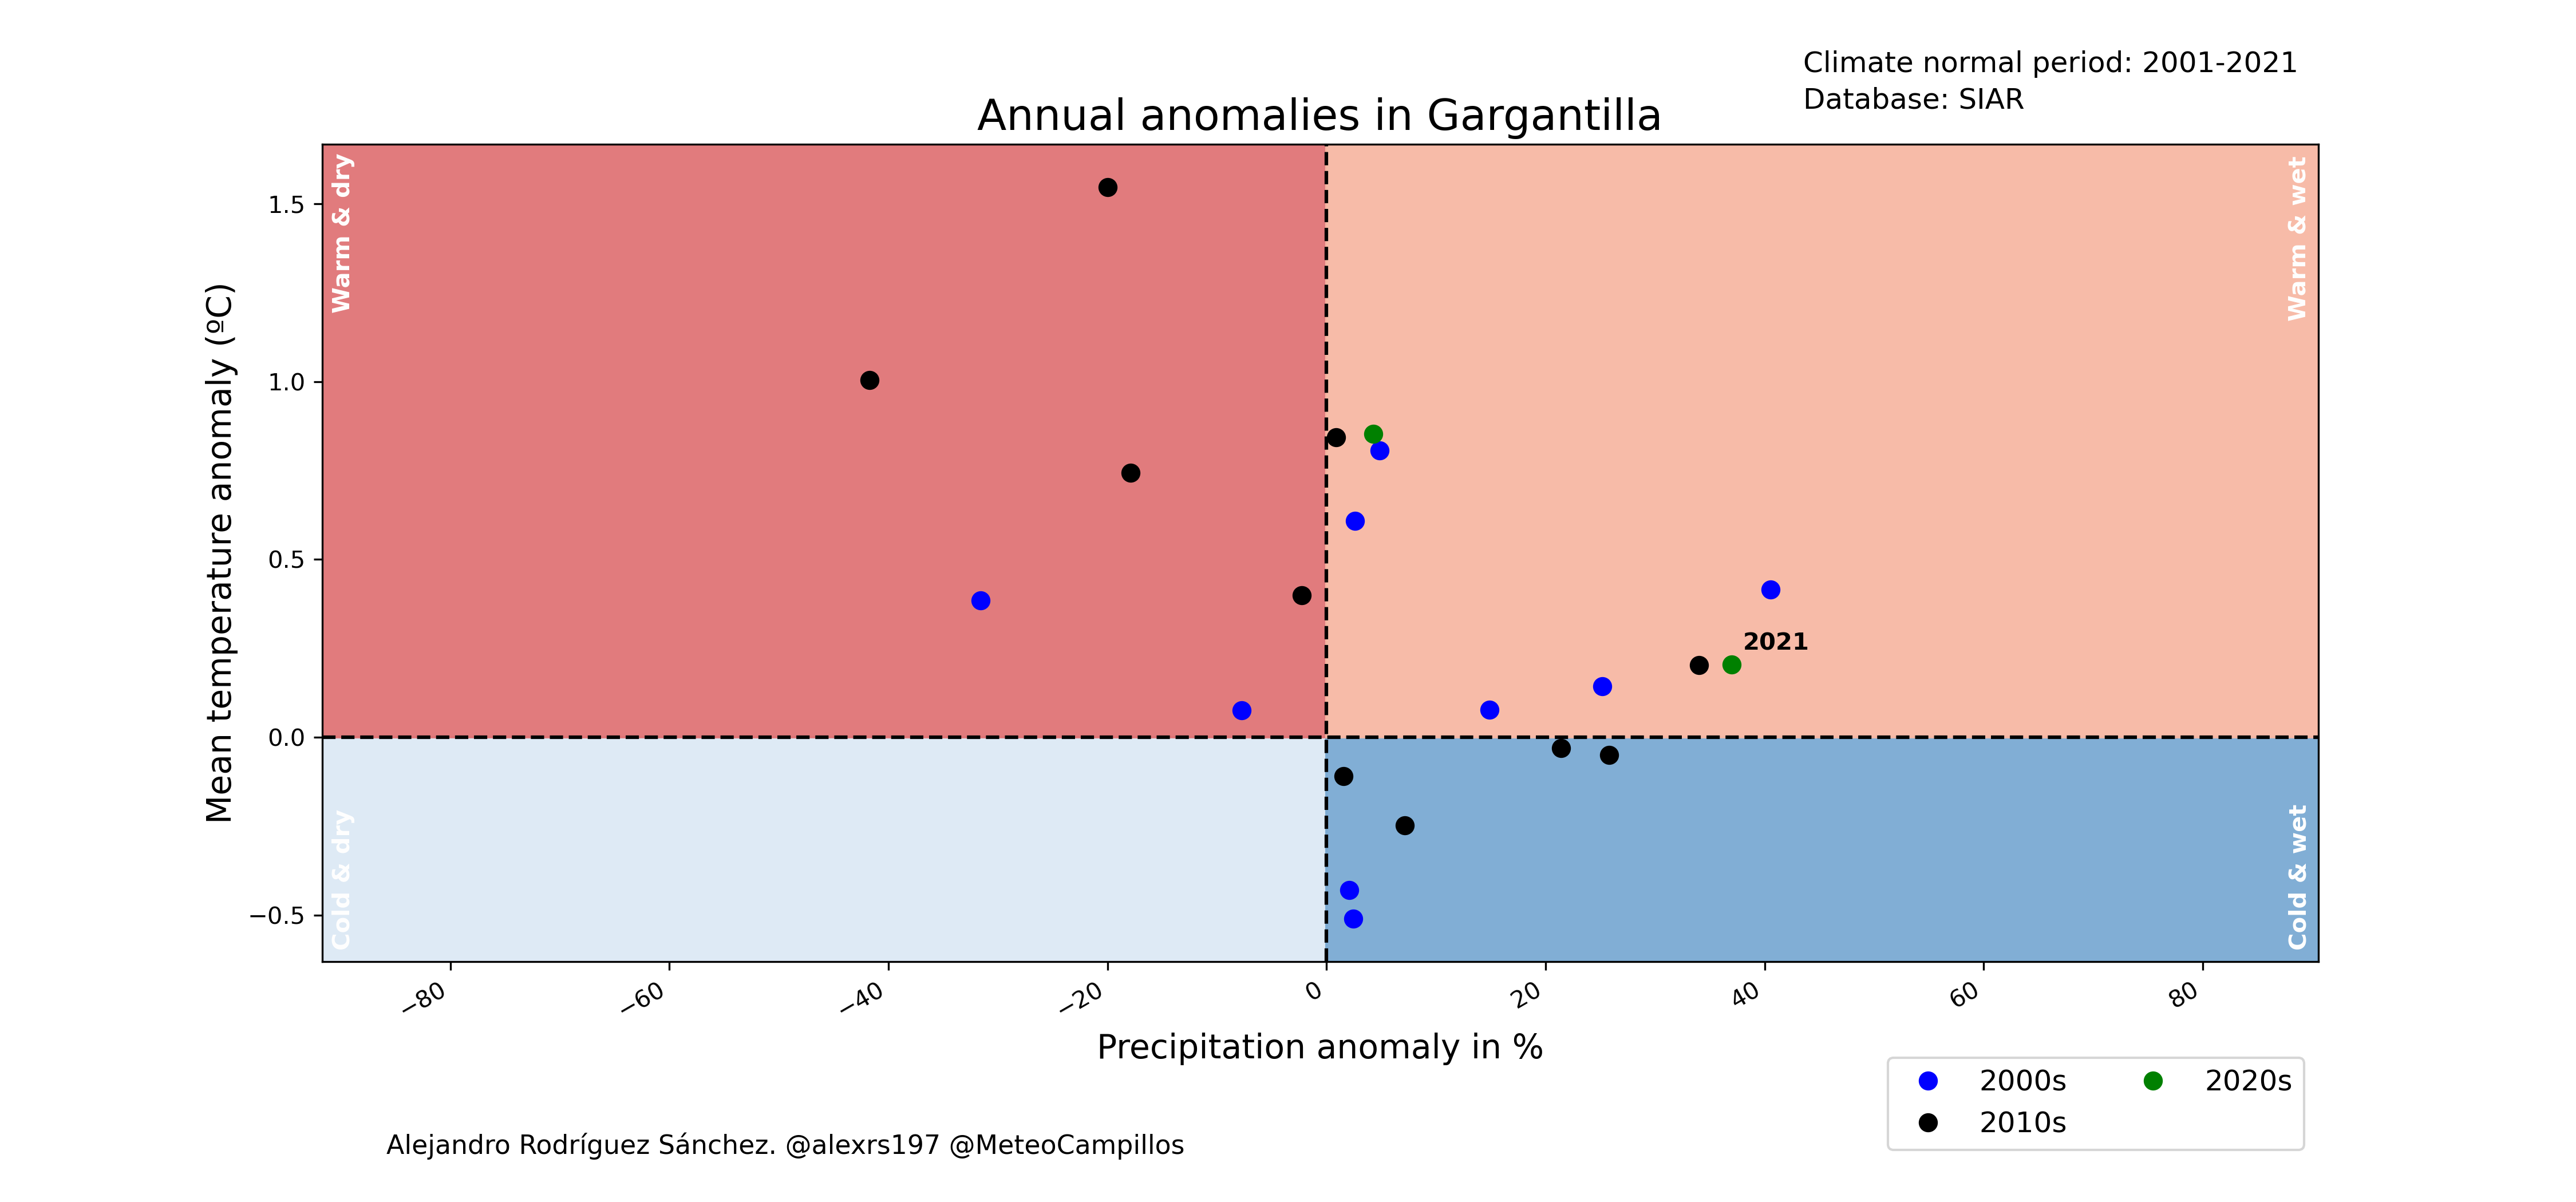 Climate normal period: 2001-2021
Database: SIAR
Annual anomalies in Gargantilla
Warm & dry
Warm & wet
Cold & dry
Cold & wet
Mean temperature anomaly (ºC)
1.5
1.0
0.5
0.0
−0.5
2021
−80
−60
−40
−20
0
20
40
60
80
Precipitation anomaly in %
2000s
2010s
2020s
Alejandro Rodríguez Sánchez. @alexrs197 @MeteoCampillos